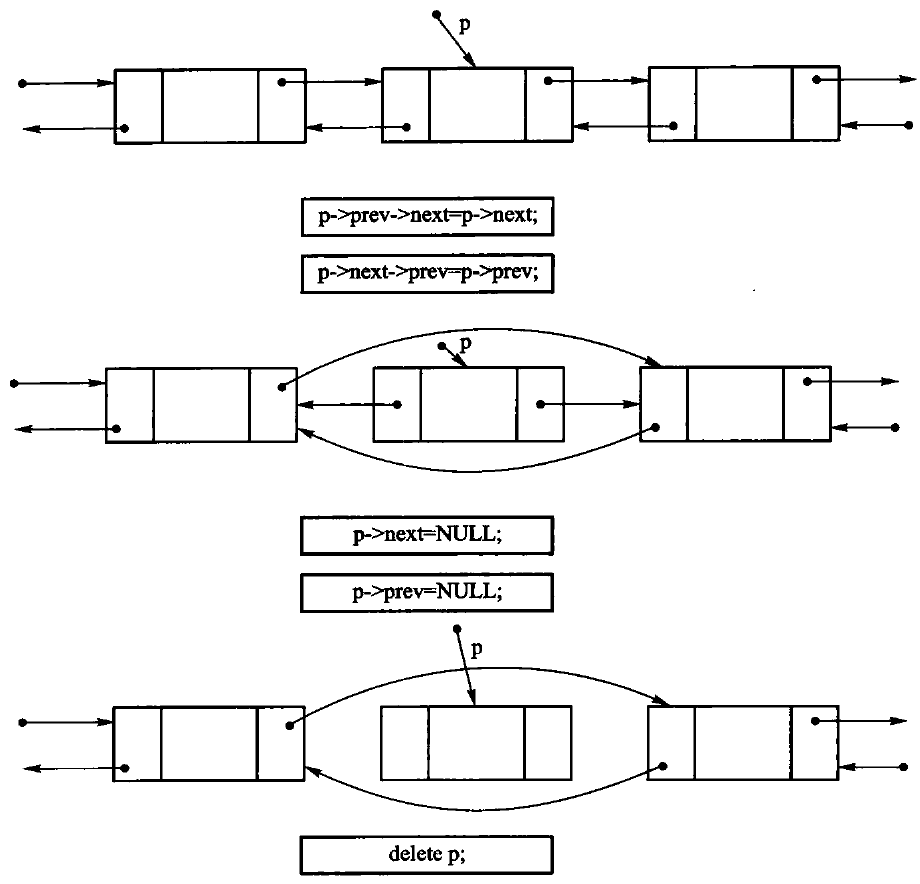 p
p->prev->next=p->next;
p->next->prev=p->prev;
p
p->next=NULL;
p->prev=NULL;
p
delete p;